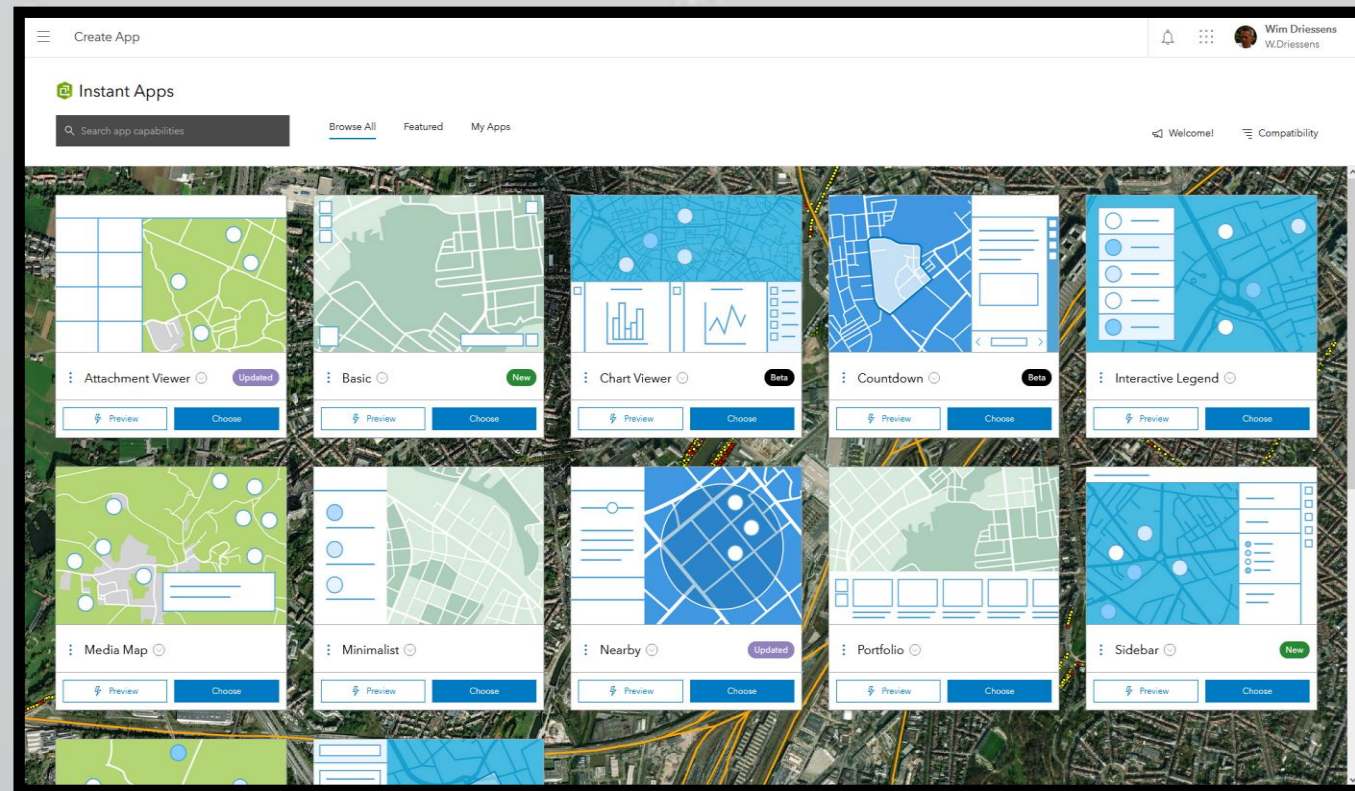 Create App
Wim Driessens
W.Driessens
Instant Apps
Search app capabilities
Browse All Featured My Apps
Welcome! Compatibility
Attachment Viewer Updated
Preview Choose
Basic New
Preview Choose
Chart Viewer Beta
Preview Choose
Countdown Beta
Preview Choose
Interactive Legend
Preview Choose
Media Map
Preview Choose
Minimalist
Preview Choose
Nearby Updated
Preview Choose
Portfolio
Preview Choose
Sidebar New
Preview Choose